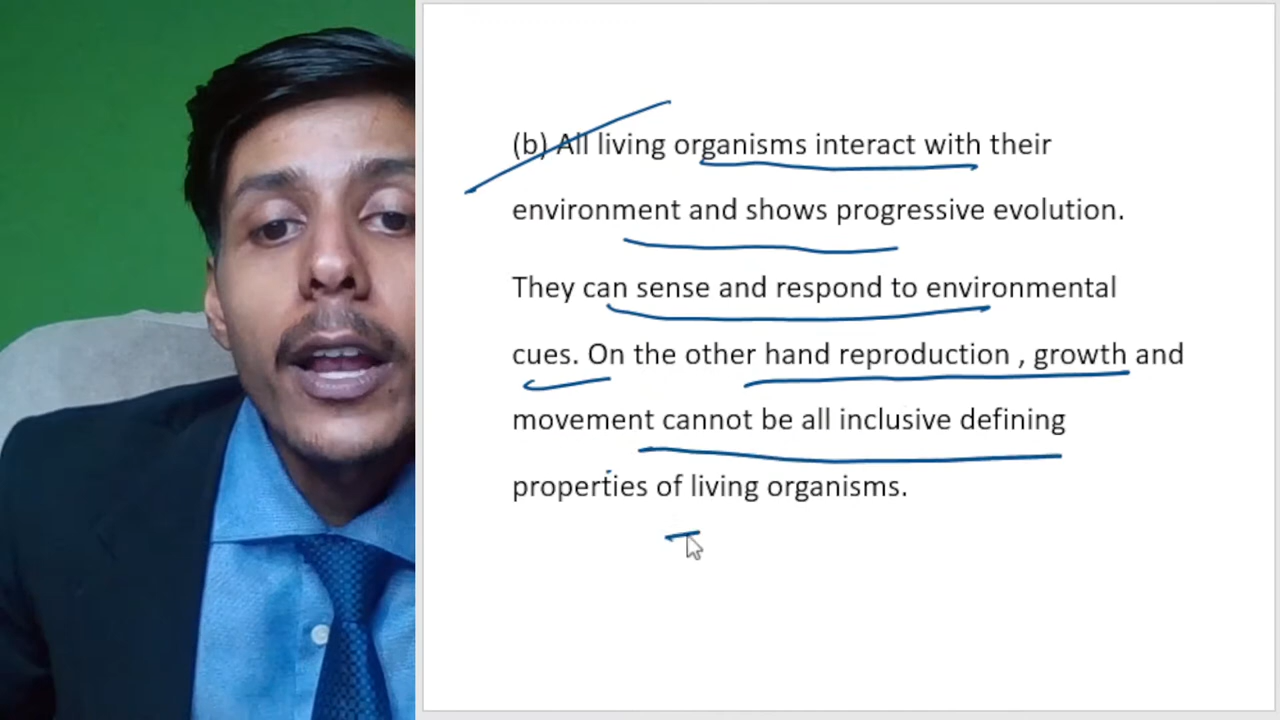 (b) All living organisms interact with their
environment and shows progressive evolution.
They can sense and respond to environmental
cues. On the other hand reproduction , growth and
movement cannot be all inclusive defining
properties of living organisms.